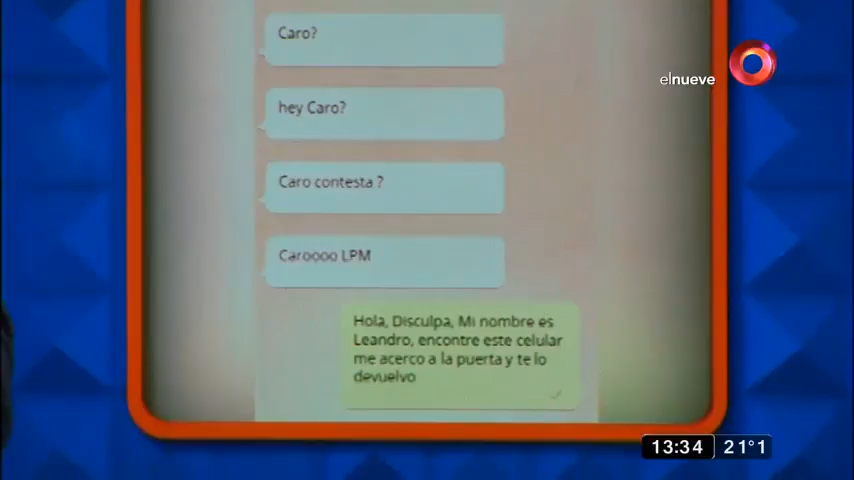 Caro?
elnueve
hey Caro?
Caro contesta ?
Caroooo LPM
Hola, Disculpa, Mi nombre es
Leandro, encontre este celular
me acerco a la puerta y te lo
devuelvo
13:34 21°1